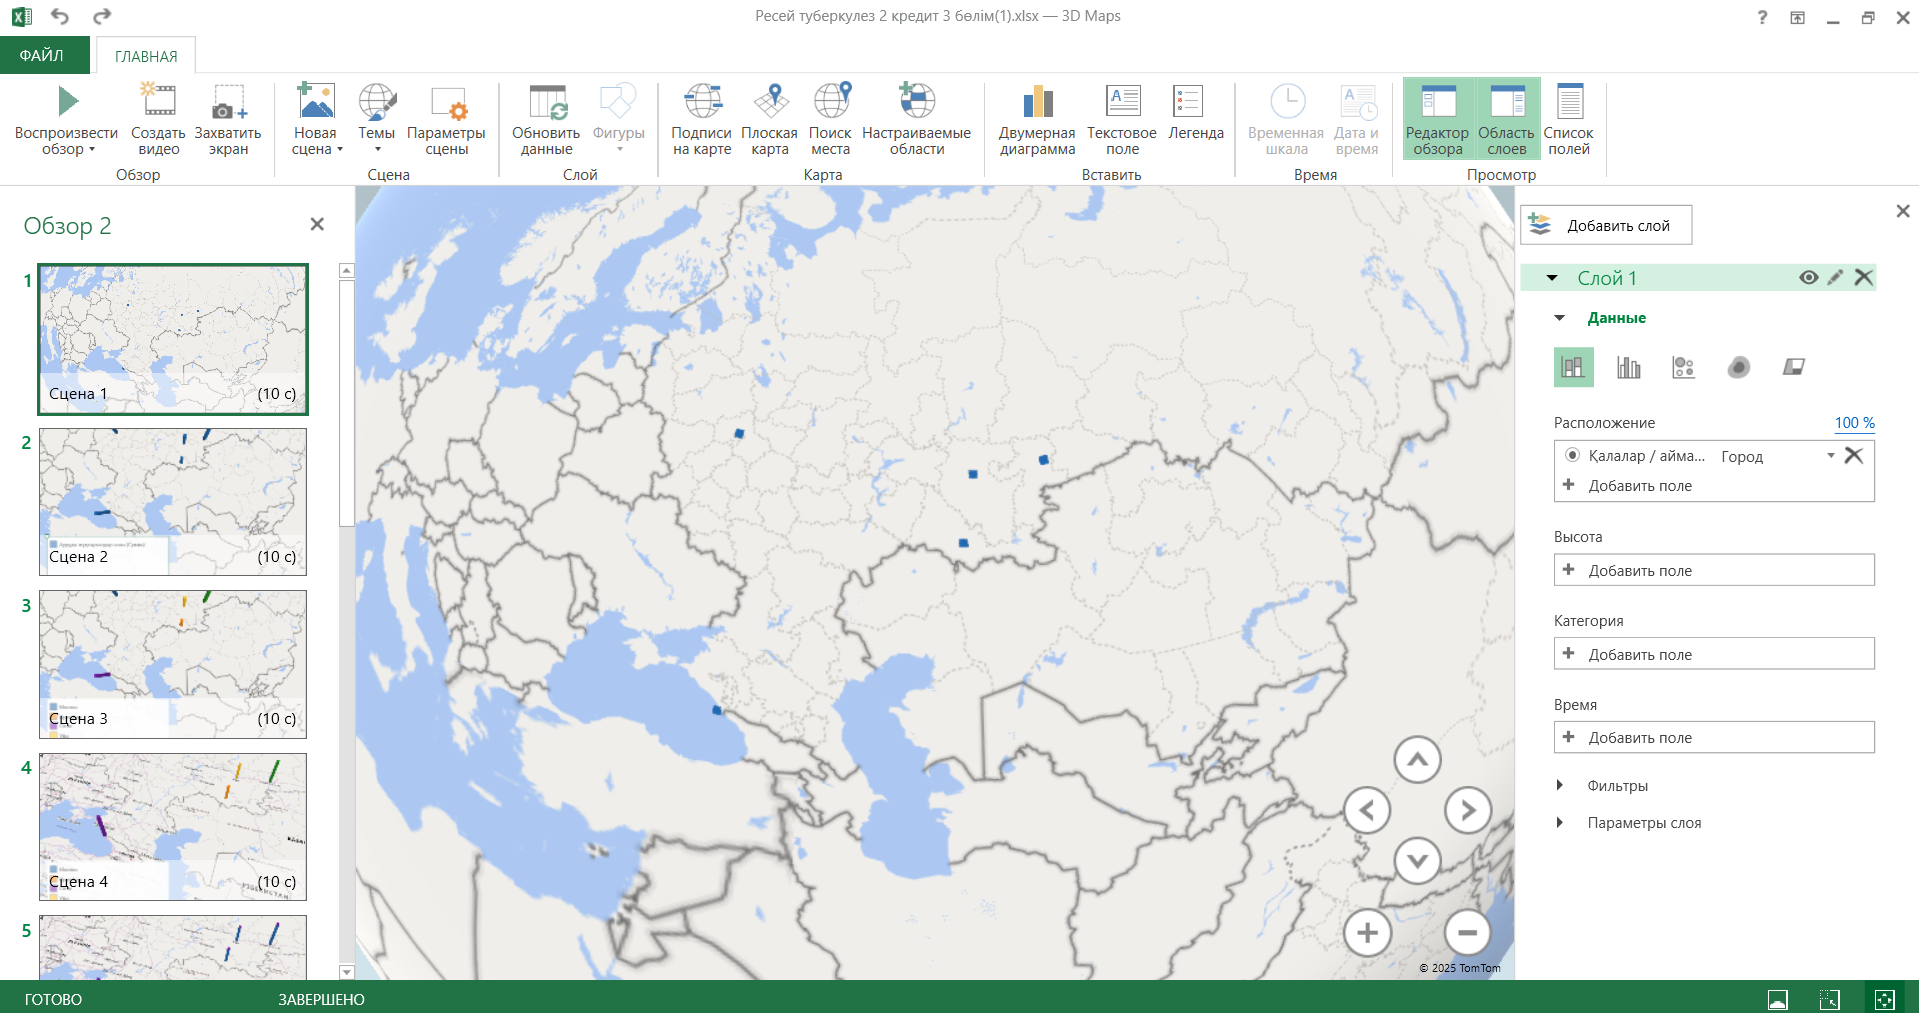 Ресей туберкулез 2 кредит 3 бөлім(1).xlsx — 3D Maps
ФАЙЛ
ГЛАВНАЯ
Воспроизвести обзор
Создать видео
Захватить экран
Обзор
Новая сцена
Темы
Параметры сцены
Сцена
Обновить данные
Фигуры
Слой
Подписи на карте
Плоская карта
Поиск места
Настраиваемые области
Карта
Двумерная диаграмма
Текстовое поле
Легенда
Вставить
Временная шкала
Дата и время
Время
Редактор обзора
Область слоев
Список полей
Просмотр
Обзор 2
1
Сцена 1 (10 с)
2
Сцена 2 (10 с)
3
Сцена 3 (10 с)
4
Сцена 4 (10 с)
5
© 2025 TomTom
Добавить слой
Слой 1
Данные
Расположение 100 %
Қалалар / айма... Город
Добавить поле
Высота
Добавить поле
Категория
Добавить поле
Время
Добавить поле
Фильтры
Параметры слоя
ГОТОВО
ЗАВЕРШЕНО